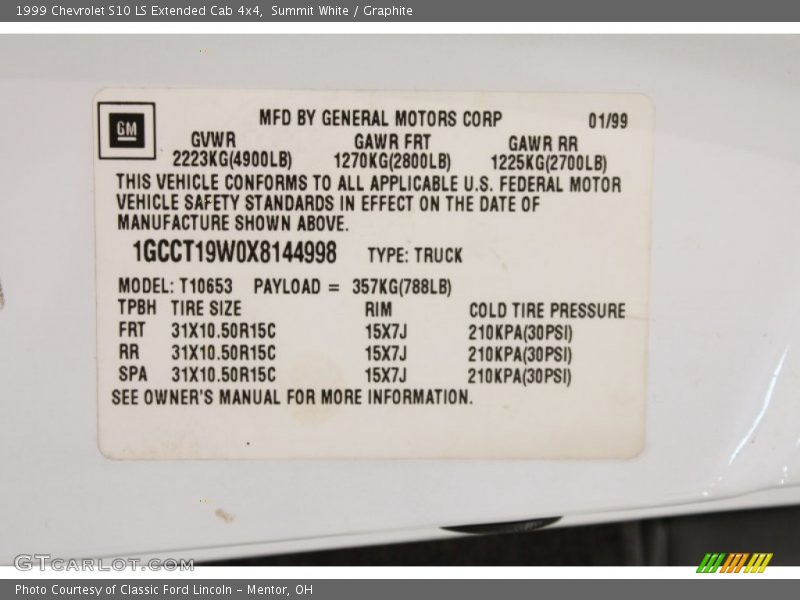 1999 Chevrolet S10 LS Extended Cab 4x4, Summit White / Graphite
GM
MFD BY GENERAL MOTORS CORP 01/99
GVWR GAWR FRT GAWR RR
2223KG(4900LB) 1270KG(2800LB) 1225KG(2700LB)
THIS VEHICLE CONFORMS TO ALL APPLICABLE U.S. FEDERAL MOTOR
VEHICLE SAFETY STANDARDS IN EFFECT ON THE DATE OF
MANUFACTURE SHOWN ABOVE.
1GCCT19W0X8144998 TYPE: TRUCK
MODEL: T10653 PAYLOAD = 357KG(788LB)
TPBH TIRE SIZE RIM COLD TIRE PRESSURE
FRT 31X10.50R15C 15X7J 210KPA(30PSI)
RR 31X10.50R15C 15X7J 210KPA(30PSI)
SPA 31X10.50R15C 15X7J 210KPA(30PSI)
SEE OWNER'S MANUAL FOR MORE INFORMATION.
GTcarlot.com
Photo Courtesy of Classic Ford Lincoln - Mentor, OH